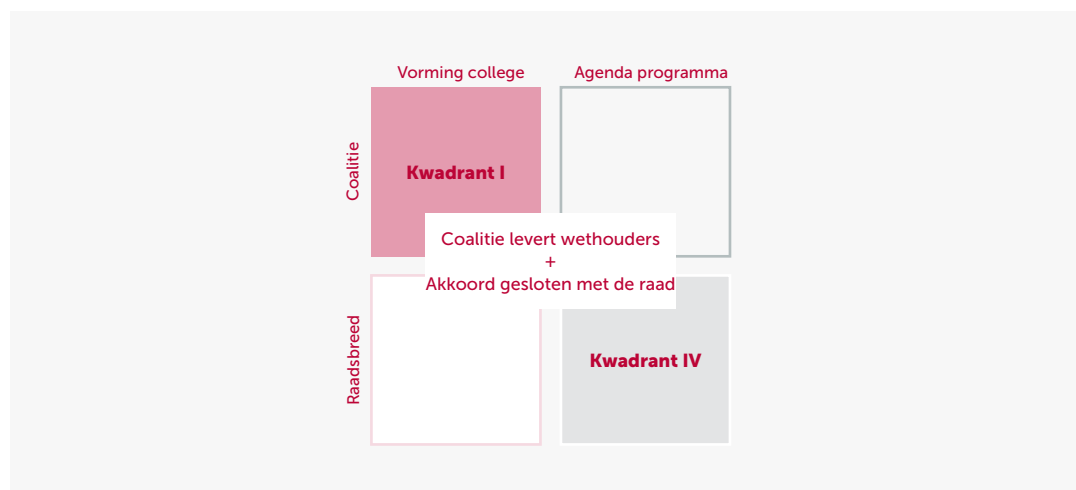 Vorming college
Agenda programma
Coalitie
Kwadrant I
Coalitie levert wethouders
+
Akkoord gesloten met de raad
Raadsbreed
Kwadrant IV